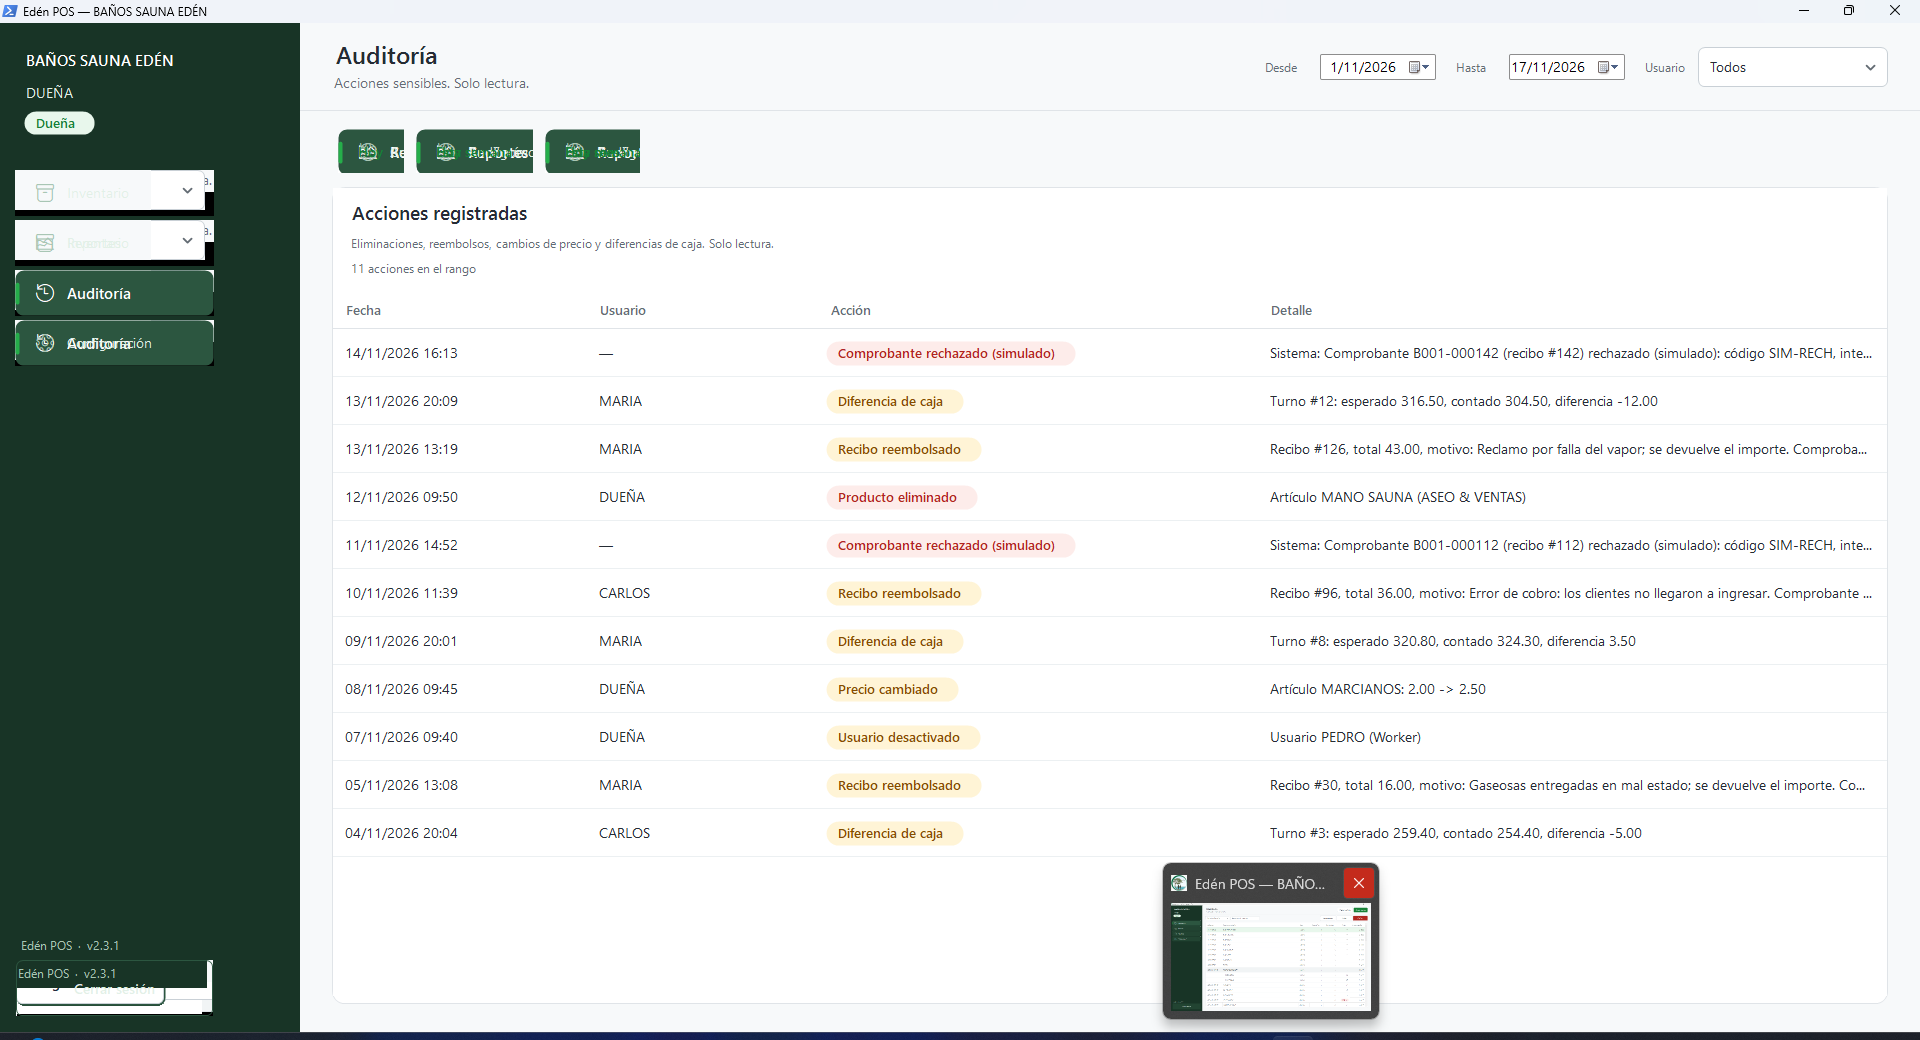 Edén POS — BAÑOS SAUNA EDÉN
BAÑOS SAUNA EDÉN
DUEÑA
Dueña
Inventario
Auditoría
Auditoría
Edén POS · v2.3.1
Edén POS · v2.3.1
Cerrar sesión
Auditoría
Acciones sensibles. Solo lectura.
Desde 1/11/2026 Hasta 17/11/2026 Usuario Todos
Acciones registradas
Eliminaciones, reembolsos, cambios de precio y diferencias de caja. Solo lectura.
11 acciones en el rango
Fecha Usuario Acción Detalle
14/11/2026 16:13 — Comprobante rechazado (simulado) Sistema: Comprobante B001-000142 (recibo #142) rechazado (simulado): código SIM-RECH, inte...
13/11/2026 20:09 MARIA Diferencia de caja Turno #12: esperado 316.50, contado 304.50, diferencia -12.00
13/11/2026 13:19 MARIA Recibo reembolsado Recibo #126, total 43.00, motivo: Reclamo por falla del vapor; se devuelve el importe. Comproba...
12/11/2026 09:50 DUEÑA Producto eliminado Artículo MANO SAUNA (ASEO & VENTAS)
11/11/2026 14:52 — Comprobante rechazado (simulado) Sistema: Comprobante B001-000112 (recibo #112) rechazado (simulado): código SIM-RECH, inte...
10/11/2026 11:39 CARLOS Recibo reembolsado Recibo #96, total 36.00, motivo: Error de cobro: los clientes no llegaron a ingresar. Comprobante ...
09/11/2026 20:01 MARIA Diferencia de caja Turno #8: esperado 320.80, contado 324.30, diferencia 3.50
08/11/2026 09:45 DUEÑA Precio cambiado Artículo MARCIANOS: 2.00 -> 2.50
07/11/2026 09:40 DUEÑA Usuario desactivado Usuario PEDRO (Worker)
05/11/2026 13:08 MARIA Recibo reembolsado Recibo #30, total 16.00, motivo: Gaseosas entregadas en mal estado; se devuelve el importe. Co...
04/11/2026 20:04 CARLOS Diferencia de caja Turno #3: esperado 259.40, contado 254.40, diferencia -5.00
Edén POS — BAÑO...